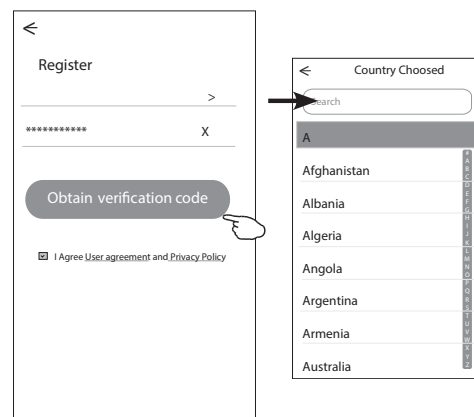 Register
>
*********** X
Obtain verification code
I Agree User agreement and Privacy Policy
Country Choosed
Search
A
Afghanistan
Albania
Algeria
Angola
Argentina
Armenia
Australia
#
A
B
C
D
E
F
G
H
I
J
K
L
M
N
O
P
Q
R
S
T
U
V
W
X
Y
Z